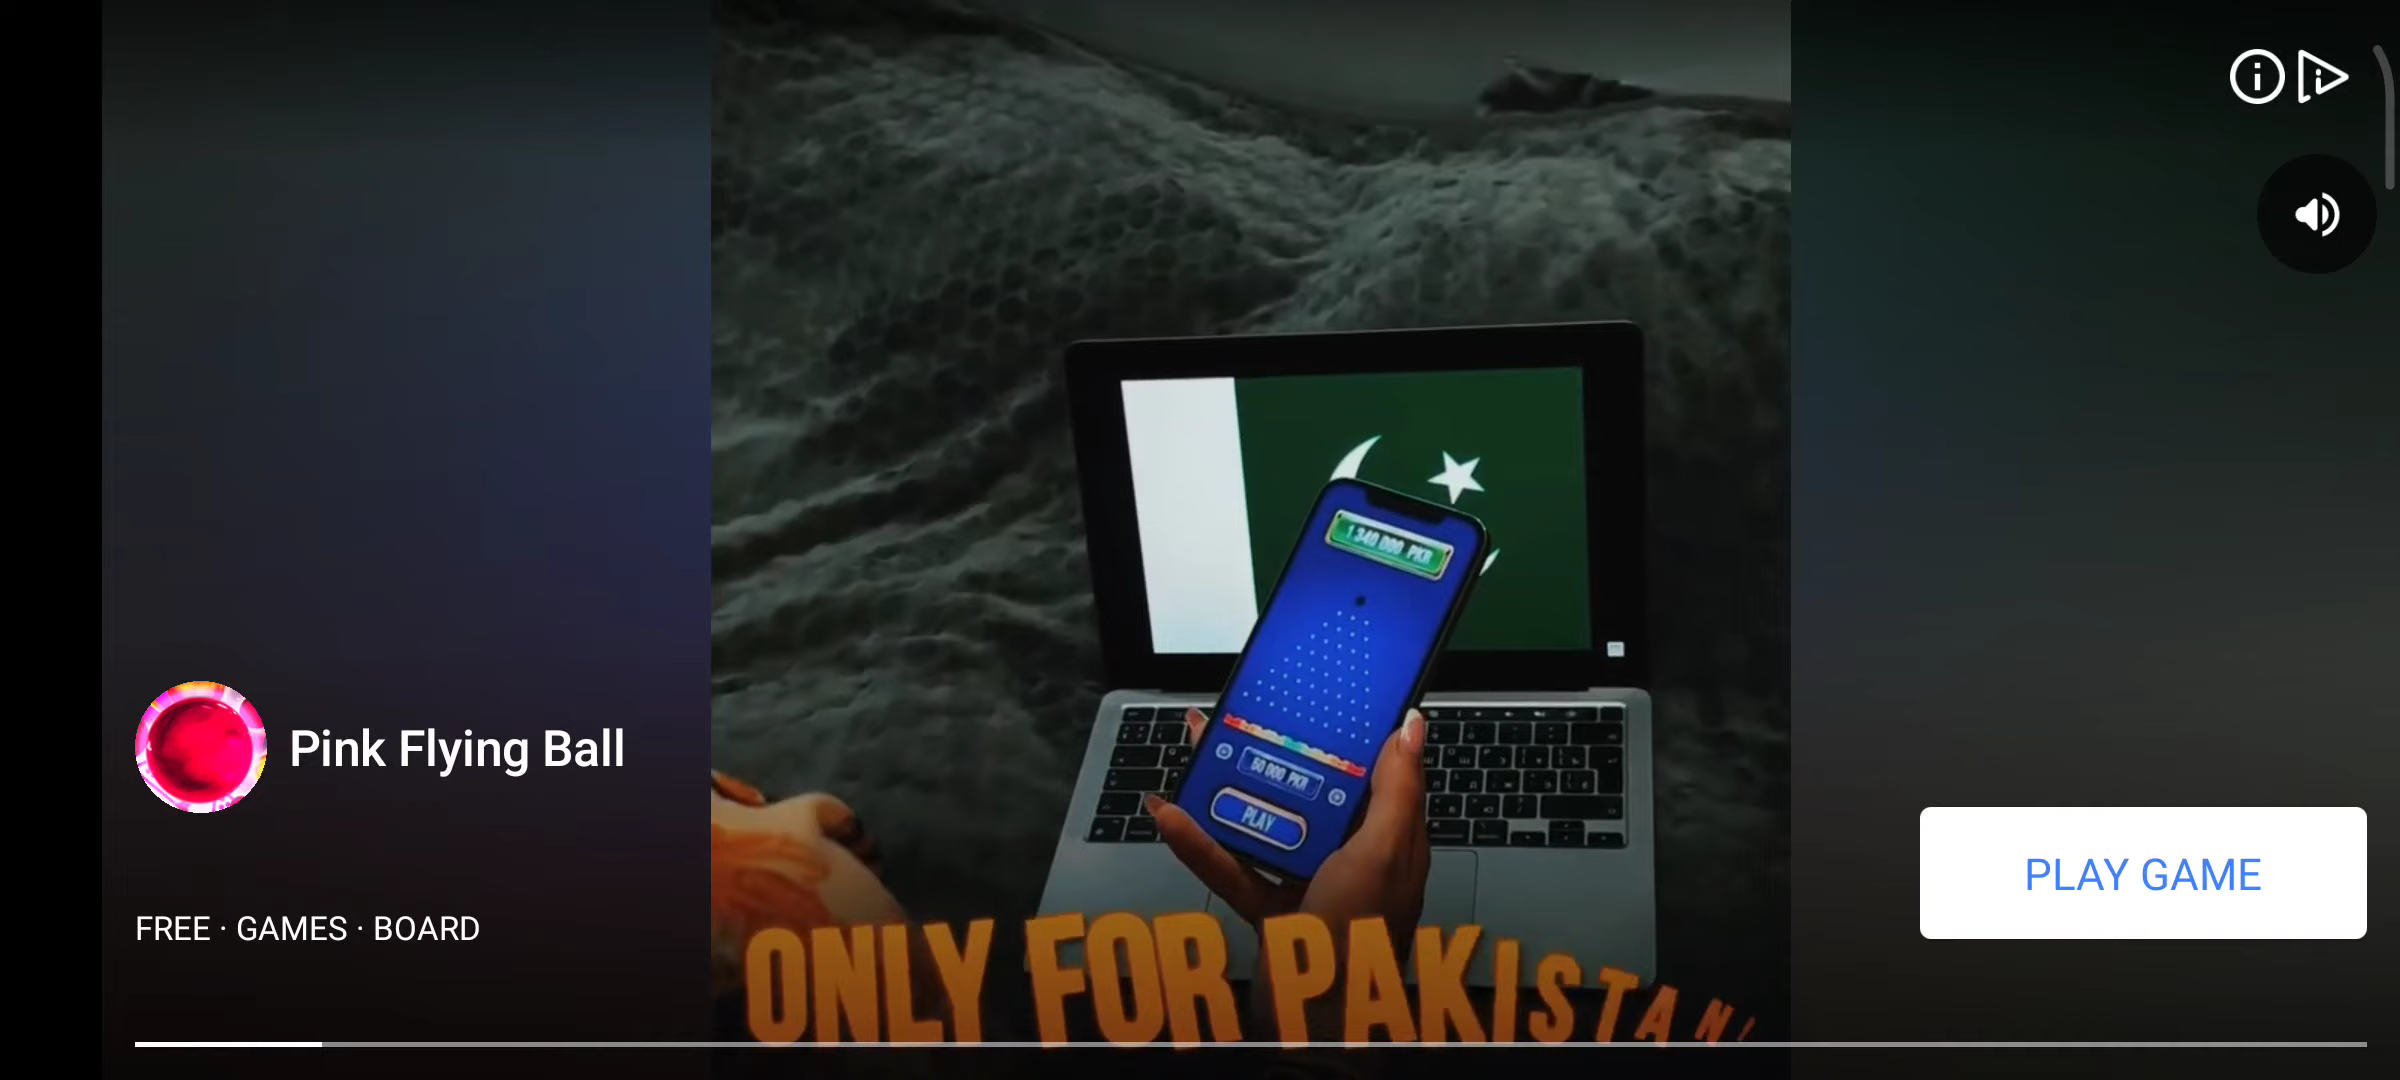 1 340 000 PKR
50 000 PKR
PLAY
Pink Flying Ball
FREE · GAMES · BOARD
ONLY FOR PAKISTAN!
PLAY GAME